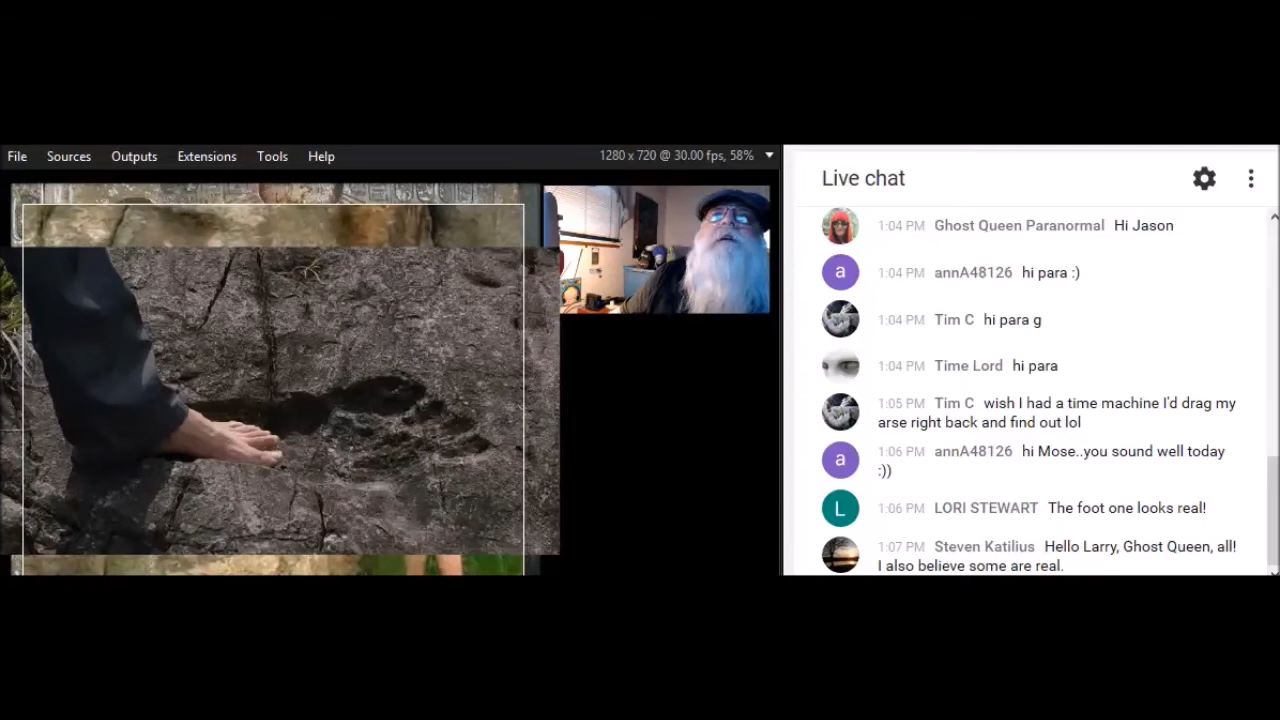 File Sources Outputs Extensions Tools Help 1280 x 720 @ 30.00 fps, 58%
Live chat
1:04 PM Ghost Queen Paranormal Hi Jason
a 1:04 PM annA48126 hi para :)
1:04 PM Tim C hi para g
1:04 PM Time Lord hi para
1:05 PM Tim C wish I had a time machine I'd drag my
arse right back and find out lol
a 1:06 PM annA48126 hi Mose..you sound well today
:))
L 1:06 PM LORI STEWART The foot one looks real!
1:07 PM Steven Katilius Hello Larry, Ghost Queen, all!
I also believe some are real.